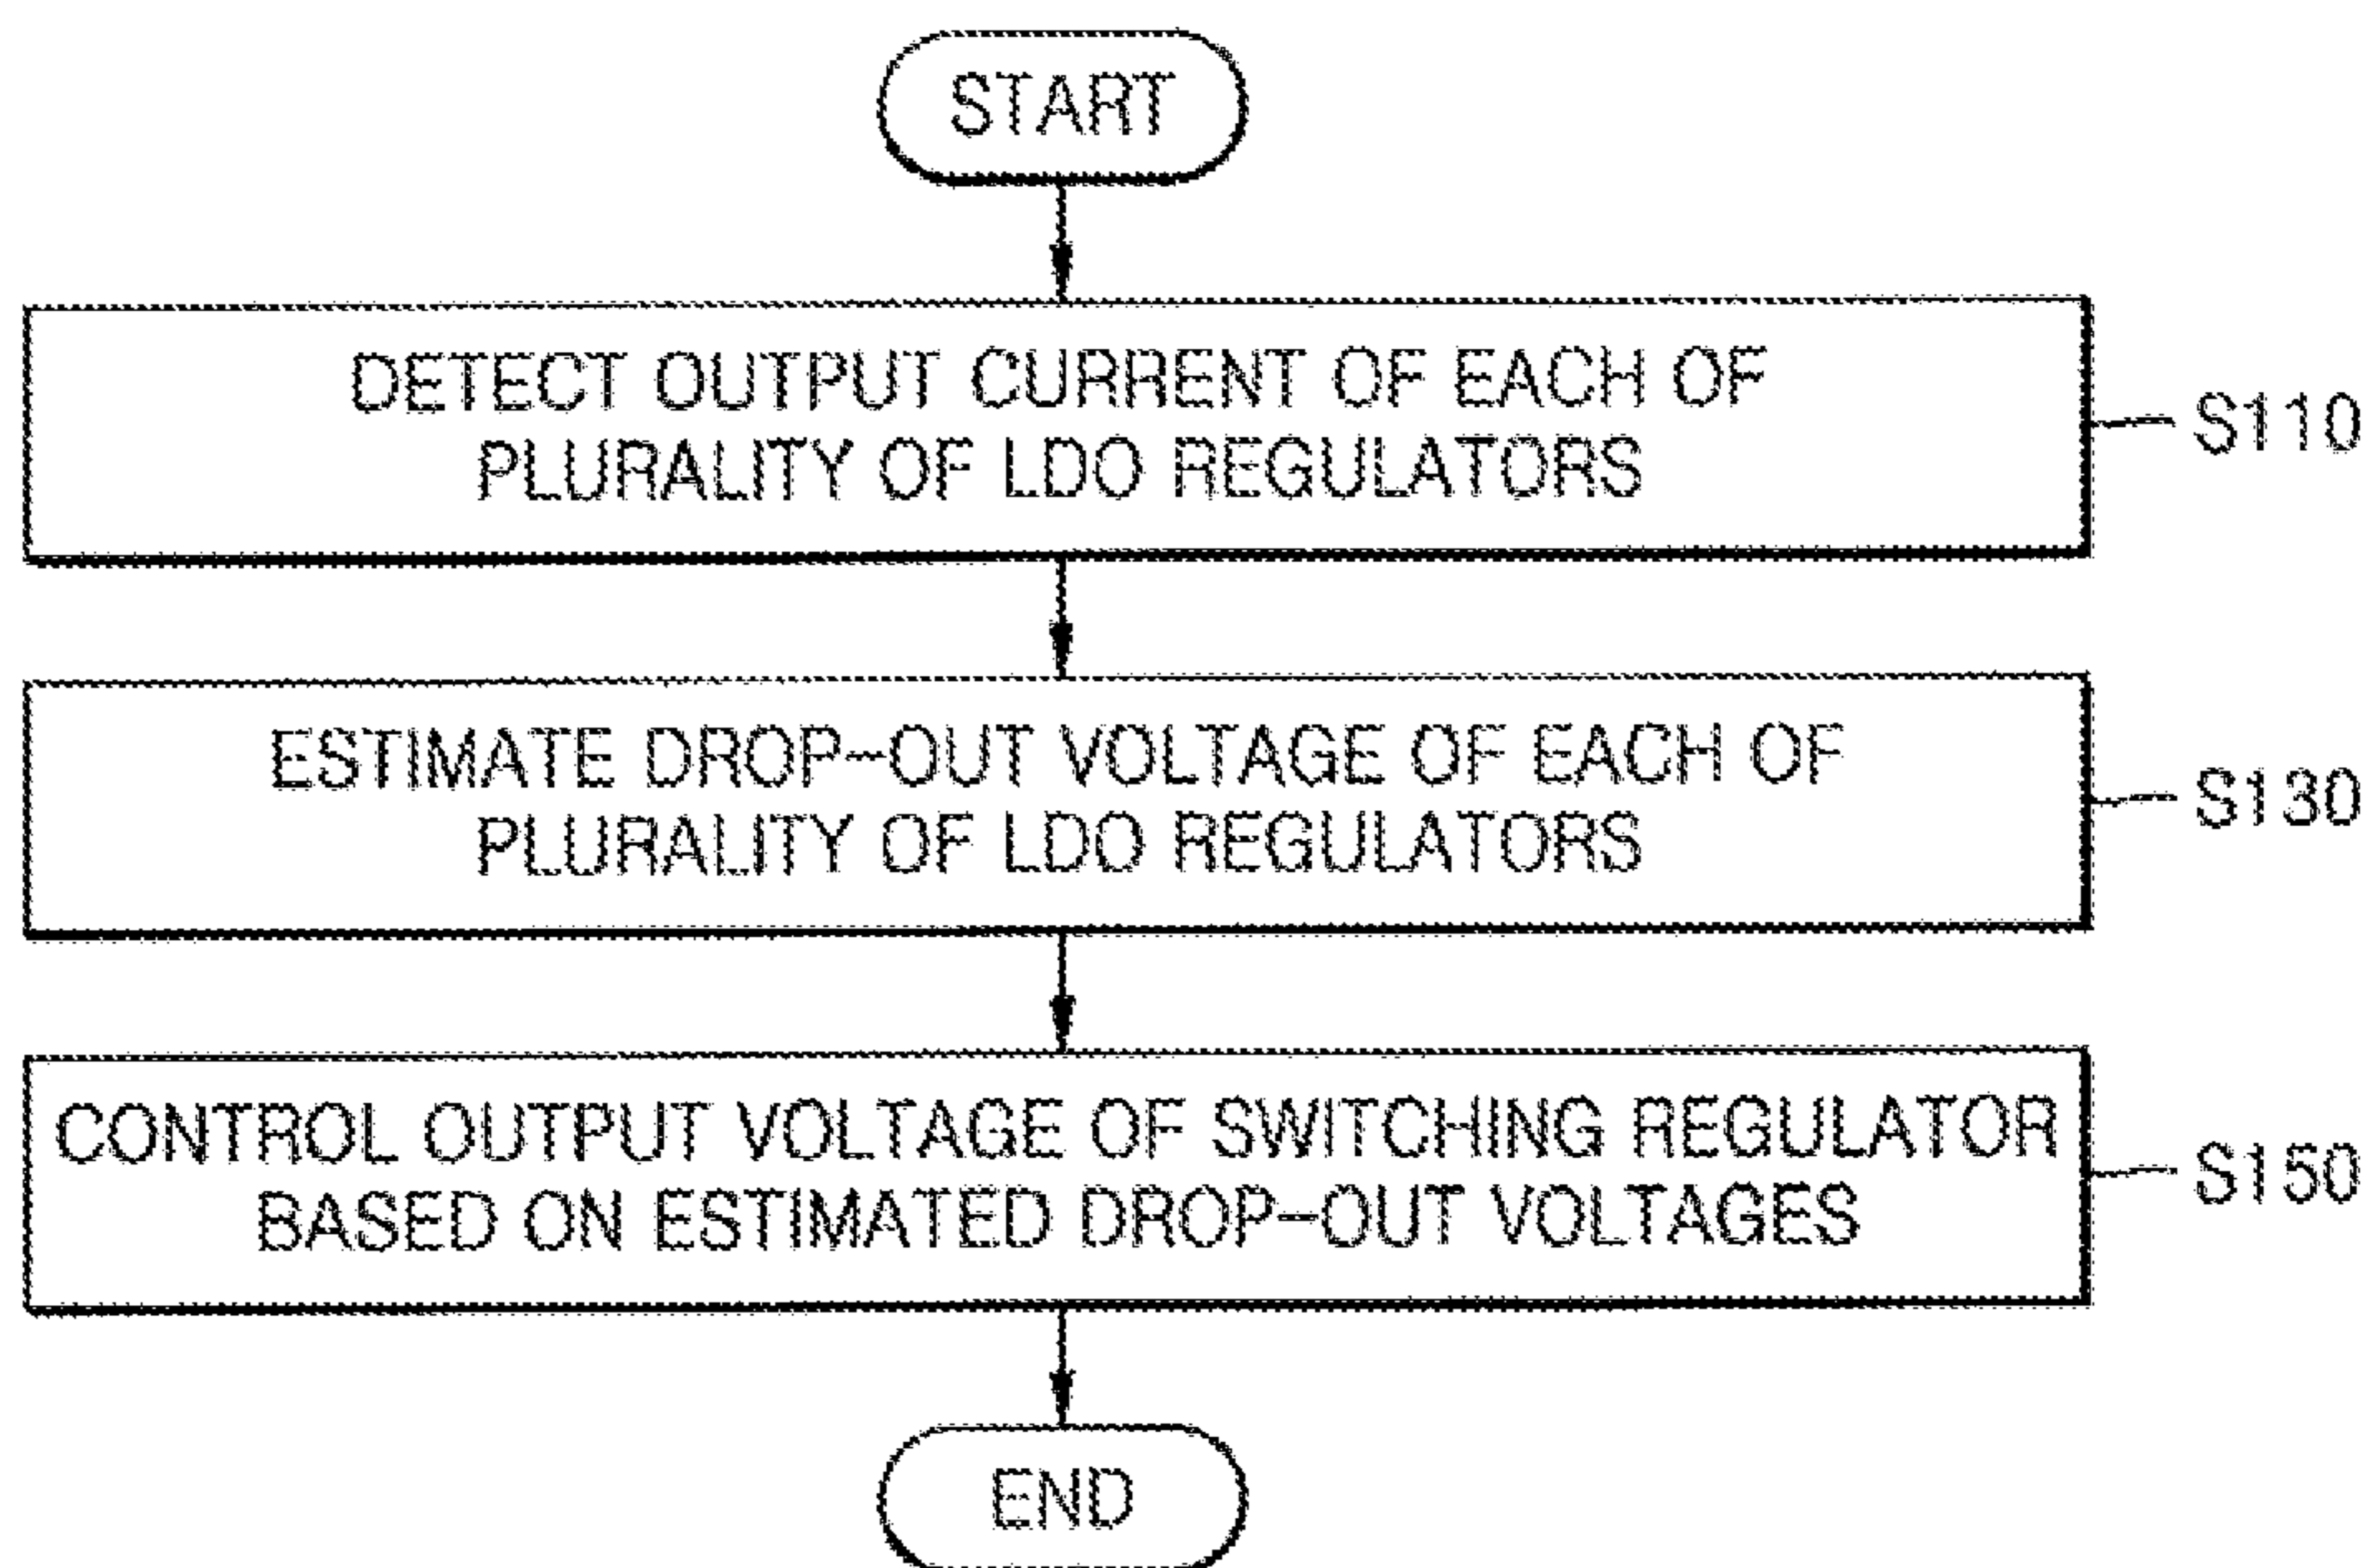 START
DETECT OUTPUT CURRENT OF EACH OF
PLURALITY OF LDO REGULATORS
S110
ESTIMATE DROP-OUT VOLTAGE OF EACH OF
PLURALITY OF LDO REGULATORS
S130
CONTROL OUTPUT VOLTAGE OF SWITCHING REGULATOR
BASED ON ESTIMATED DROP-OUT VOLTAGES
S150
END